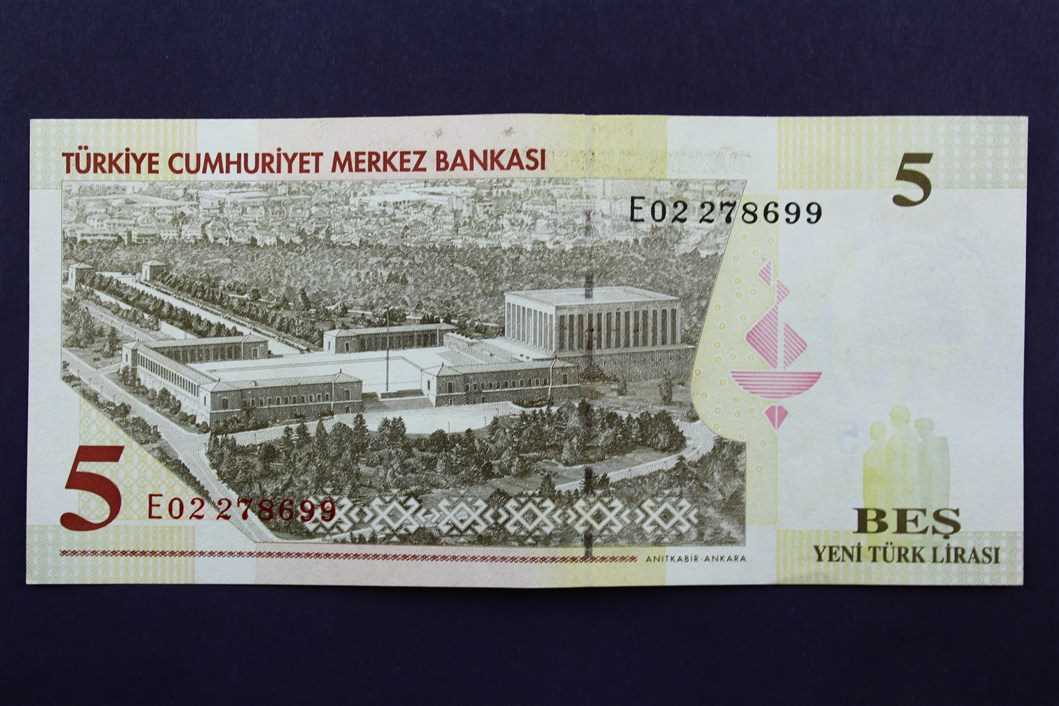 TÜRKİYE CUMHURİYET MERKEZ BANKASI
5
E02 278699
5
E02 278699
ANITKABİR-ANKARA
BEŞ
YENİ TÜRK LİRASI